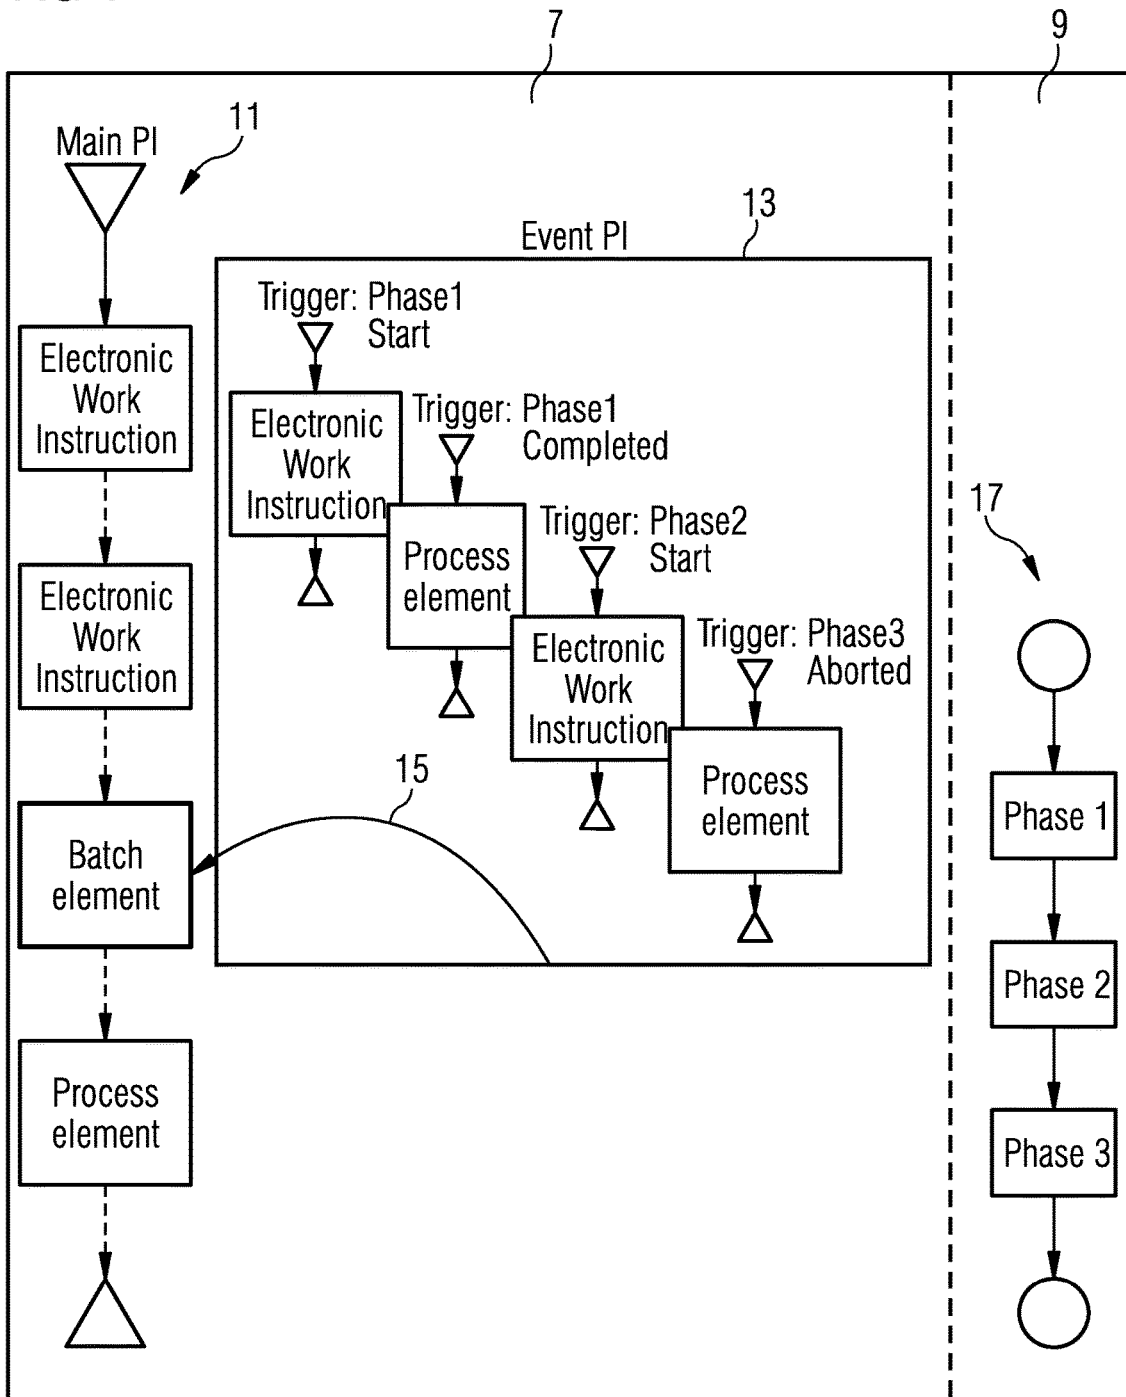 7
9
Main PI
11
13
Event PI
Trigger: Phase1
Start
Electronic
Work
Instruction
Electronic
Work
Instruction
Trigger: Phase1
Completed
Process
element
Trigger: Phase2
Start
Electronic
Work
Instruction
Trigger: Phase3
Aborted
Process
element
Electronic
Work
Instruction
15
Batch
element
Process
element
17
Phase 1
Phase 2
Phase 3